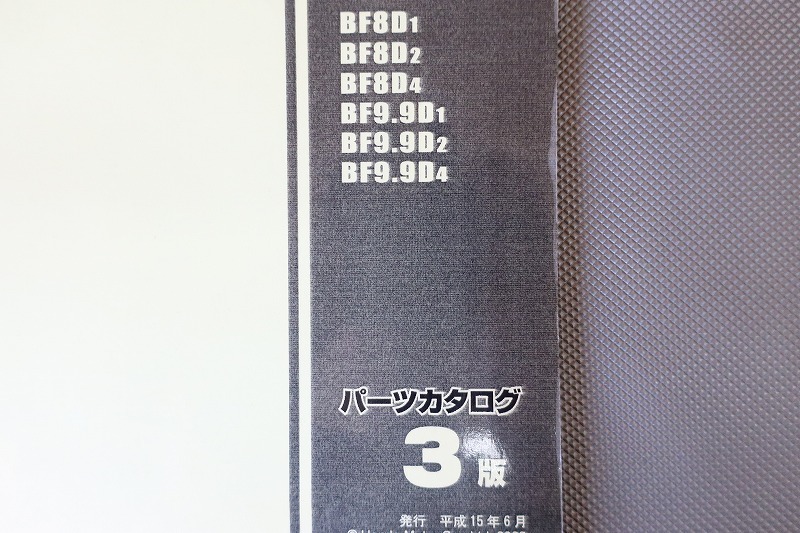 BF8D1
BF8D2
BF8D4
BF9.9D1
BF9.9D2
BF9.9D4
パーツカタログ
3版
発行 平成15年6月